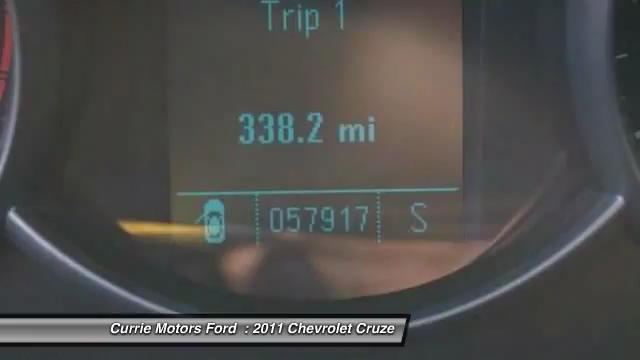 Trip 1
338.2 mi
057917 S
Currie Motors Ford : 2011 Chevrolet Cruze